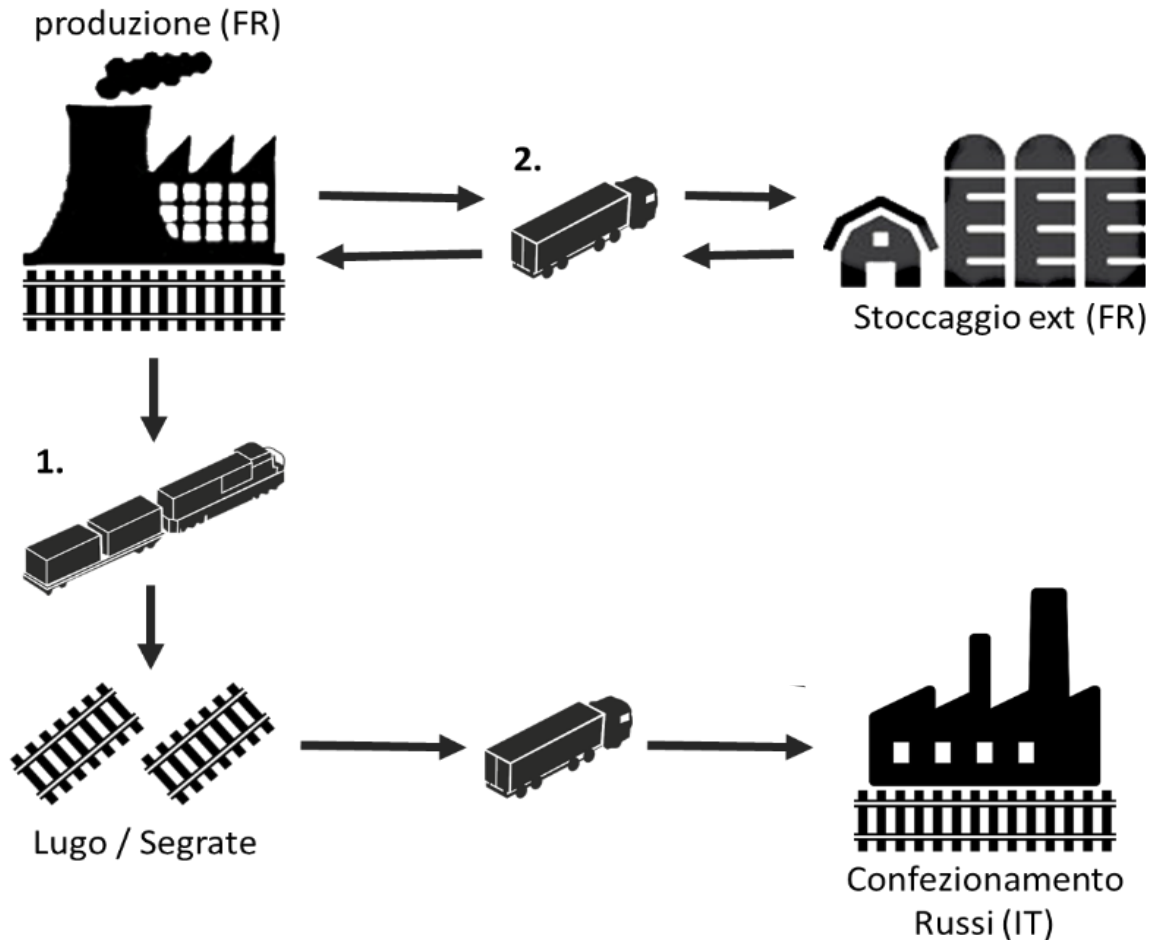 produzione (FR)
2.
Stoccaggio ext (FR)
1.
Lugo / Segrate
Confezionamento
Russi (IT)